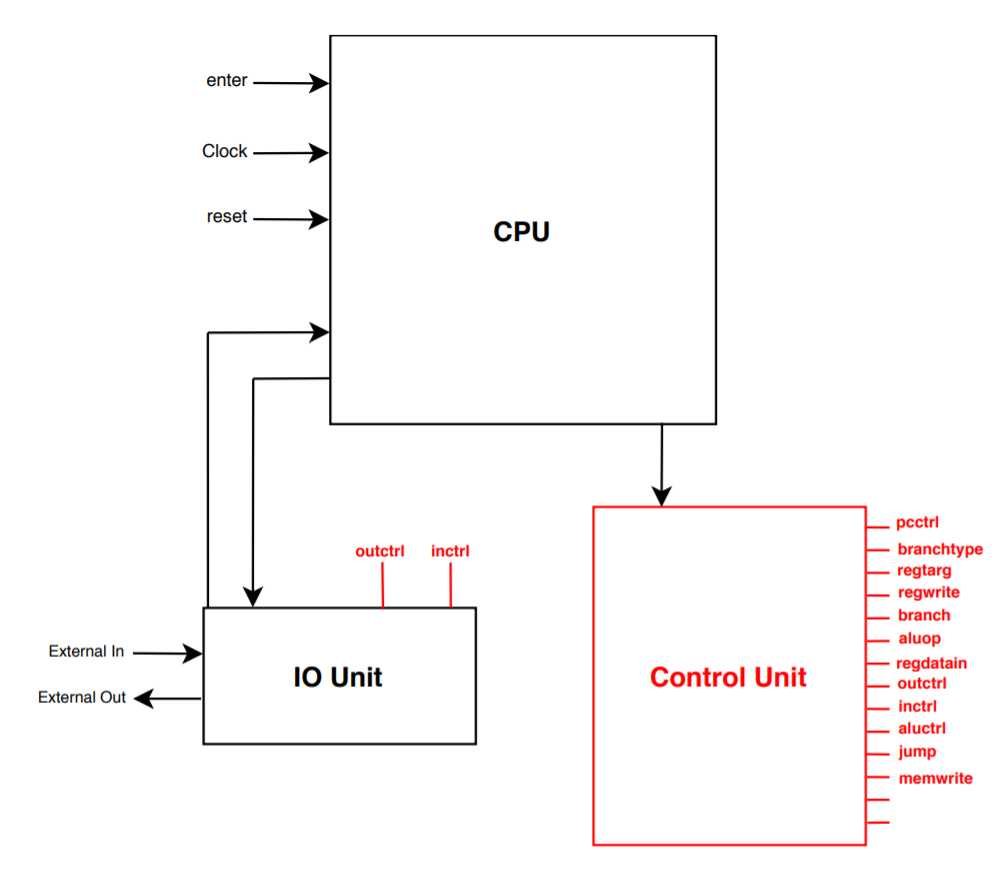 enter
Clock
reset
CPU
outctrl
inctrl
External In
External Out
IO Unit
Control Unit
pcctrl
branchtype
regtarg
regwrite
branch
aluop
regdatain
outctrl
inctrl
aluctrl
jump
memwrite